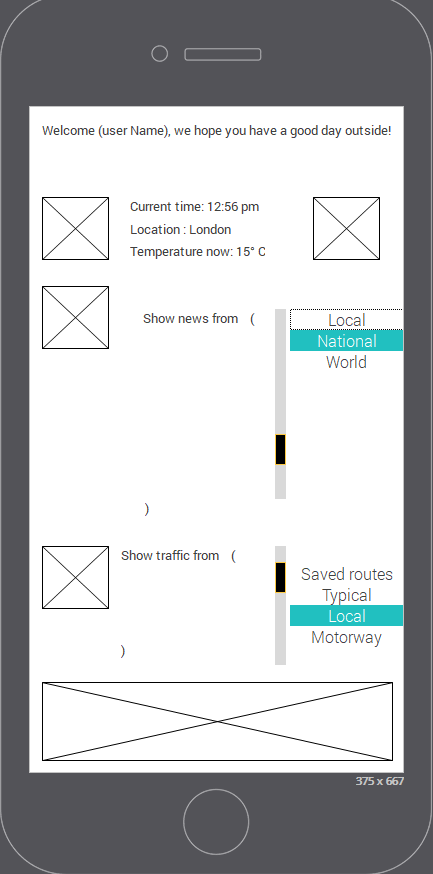 Welcome (user Name), we hope you have a good day outside!
Current time: 12:56 pm
Location : London
Temperature now: 15° C
Show news from (
Local
National
World
)
Show traffic from (
Saved routes
Typical
Local
Motorway
)
375 x 667